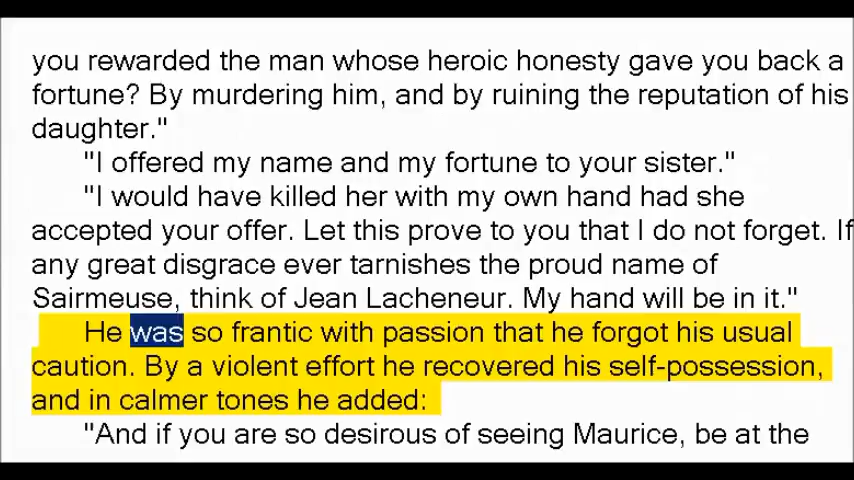 you rewarded the man whose heroic honesty gave you back a
fortune? By murdering him, and by ruining the reputation of his
daughter."
"I offered my name and my fortune to your sister."
"I would have killed her with my own hand had she
accepted your offer. Let this prove to you that I do not forget. If
any great disgrace ever tarnishes the proud name of
Sairmeuse, think of Jean Lacheneur. My hand will be in it."
He was so frantic with passion that he forgot his usual
caution. By a violent effort he recovered his self-possession,
and in calmer tones he added:
"And if you are so desirous of seeing Maurice, be at the